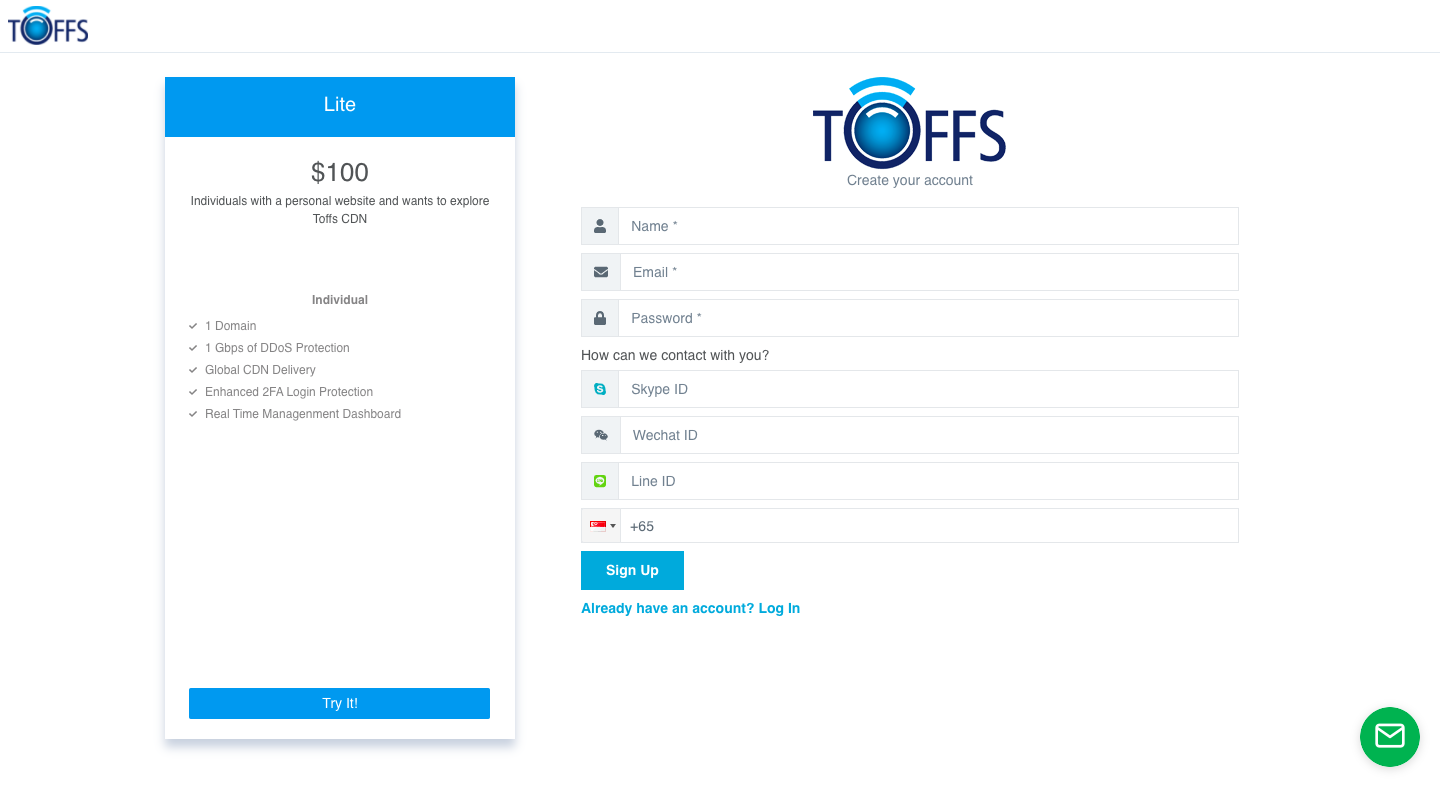 TOFFS
Lite
$100
Individuals with a personal website and wants to explore
Toffs CDN
Individual
1 Domain
1 Gbps of DDoS Protection
Global CDN Delivery
Enhanced 2FA Login Protection
Real Time Managenment Dashboard
Try It!
TOFFS
Create your account
Name *
Email *
Password *
How can we contact with you?
Skype ID
Wechat ID
Line ID
+65
Sign Up
Already have an account? Log In